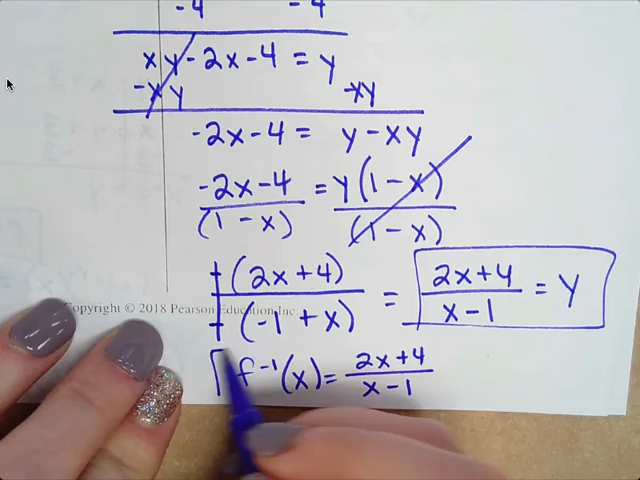 -4 -4
xy - 2x - 4 = y
-xy -xy
-2x - 4 = y - xy
-2x - 4 = y(1 - x)
(1 - x) (1 - x)
-(2x + 4) = 2x + 4 = y
-(-1 + x) x - 1
Copyright © 2018 Pearson Education Inc
f⁻¹(x) = 2x + 4
x - 1